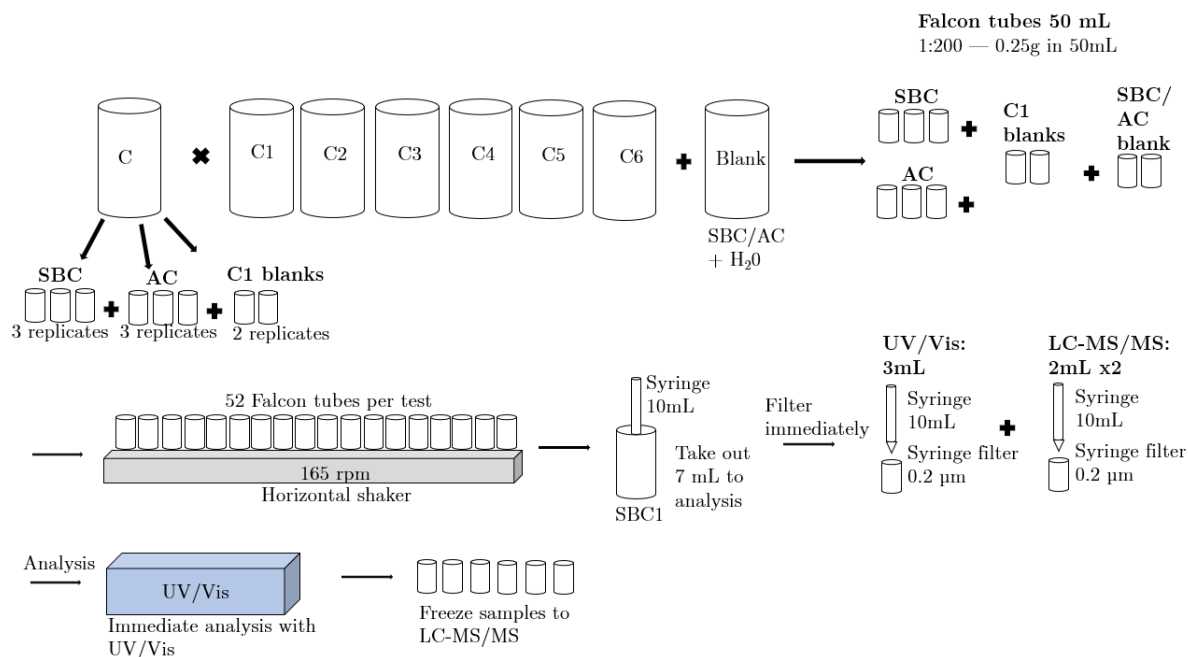 Falcon tubes 50 mL
1:200 — 0.25g in 50mL
C
C1
C2
C3
C4
C5
C6
Blank
SBC/AC
+ H₂0
SBC
AC
C1
blanks
SBC/
AC
blank
SBC
3 replicates
AC
3 replicates
C1 blanks
2 replicates
52 Falcon tubes per test
165 rpm
Horizontal shaker
Syringe
10mL
Take out
7 mL to
analysis
SBC1
Filter
immediately
UV/Vis:
3mL
Syringe
10mL
Syringe filter
0.2 µm
LC-MS/MS:
2mL x2
Syringe
10mL
Syringe filter
0.2 µm
Analysis
UV/Vis
Immediate analysis with
UV/Vis
Freeze samples to
LC-MS/MS